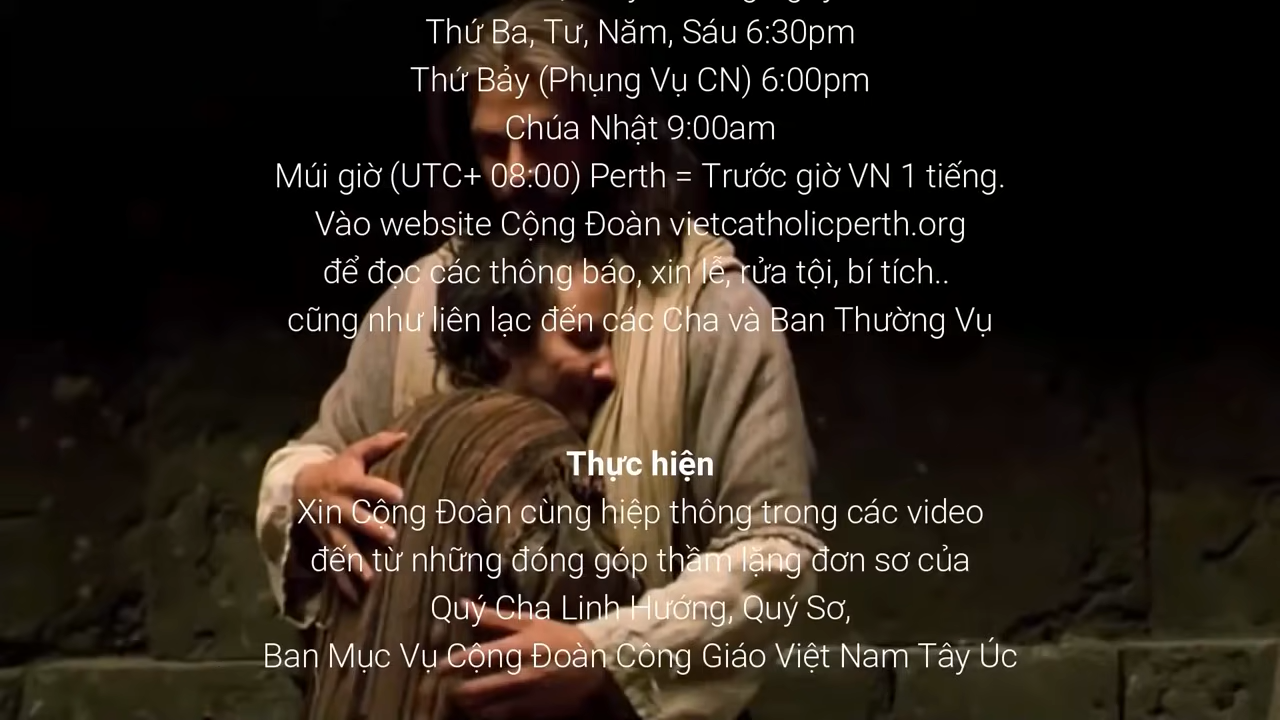 Thứ Ba, Tư, Năm, Sáu 6:30pm
Thứ Bảy (Phụng Vụ CN) 6:00pm
Chúa Nhật 9:00am
Múi giờ (UTC+ 08:00) Perth = Trước giờ VN 1 tiếng.
Vào website Cộng Đoàn vietcatholicperth.org
để đọc các thông báo, xin lễ, rửa tội, bí tích..
cũng như liên lạc đến các Cha và Ban Thường Vụ
Thực hiện
Xin Cộng Đoàn cùng hiệp thông trong các video
đến từ những đóng góp thầm lặng đơn sơ của
Quý Cha Linh Hướng, Quý Sơ,
Ban Mục Vụ Cộng Đoàn Công Giáo Việt Nam Tây Úc